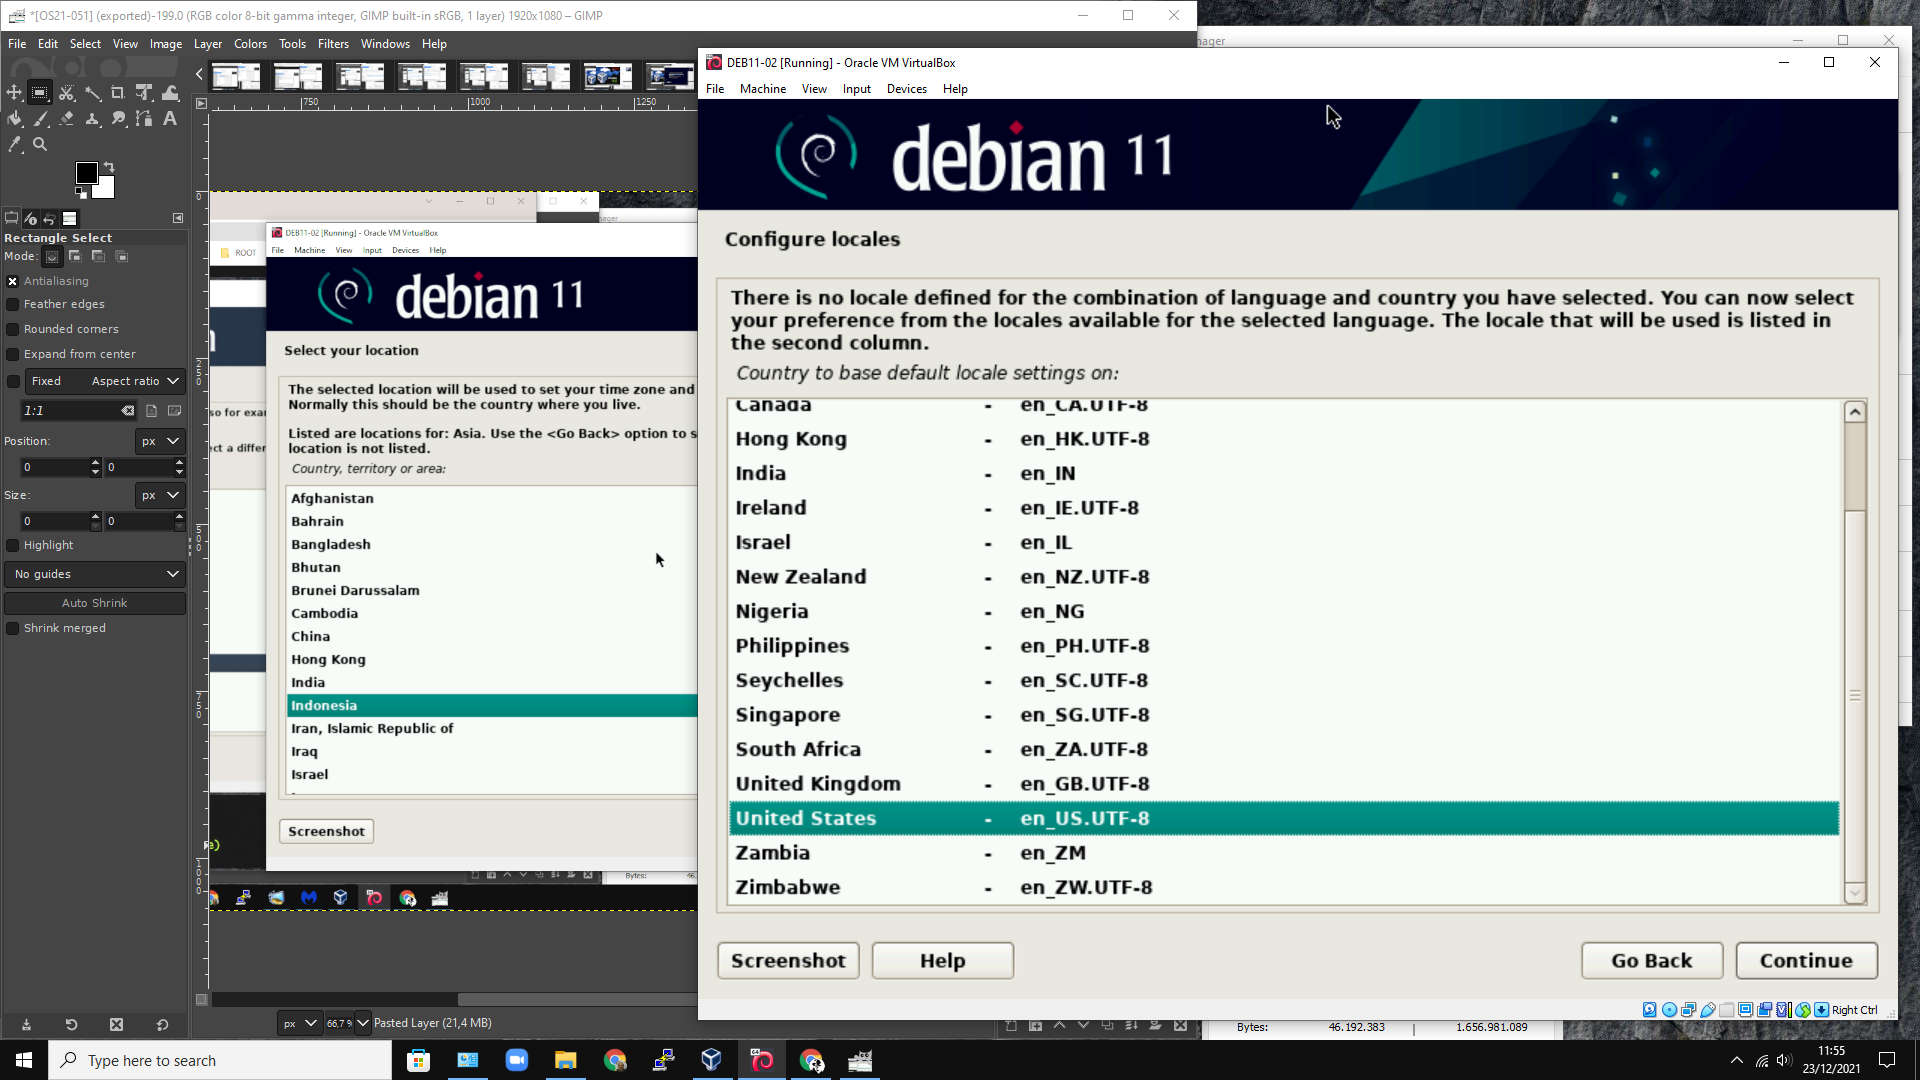 *[OS21-051] (exported)-199.0 (RGB color 8-bit gamma integer, GIMP built-in sRGB, 1 layer) 1920x1080 – GIMP
File Edit Select View Image Layer Colors Tools Filters Windows Help
750 1000 1250
Rectangle Select
Mode:
Antialiasing
Feather edges
Rounded corners
Expand from center
Fixed Aspect ratio
1:1
Position: px
0 0
Size: px
0 0
Highlight
No guides
Auto Shrink
Shrink merged
ROOT
DEB11-02 [Running] - Oracle VM VirtualBox
File Machine View Input Devices Help
debian 11
Select your location
The selected location will be used to set your time zone and
Normally this should be the country where you live.
Listed are locations for: Asia. Use the <Go Back> option to s
location is not listed.
Country, territory or area:
Afghanistan
Bahrain
Bangladesh
Bhutan
Brunei Darussalam
Cambodia
China
Hong Kong
India
Indonesia
Iran, Islamic Republic of
Iraq
Israel
Screenshot
Bytes: 46.
px 66,7 % Pasted Layer (21,4 MB)
nager
DEB11-02 [Running] - Oracle VM VirtualBox
File Machine View Input Devices Help
debian 11
Configure locales
There is no locale defined for the combination of language and country you have selected. You can now select
your preference from the locales available for the selected language. The locale that will be used is listed in
the second column.
Country to base default locale settings on:
Canada - en_CA.UTF-8
Hong Kong - en_HK.UTF-8
India - en_IN
Ireland - en_IE.UTF-8
Israel - en_IL
New Zealand - en_NZ.UTF-8
Nigeria - en_NG
Philippines - en_PH.UTF-8
Seychelles - en_SC.UTF-8
Singapore - en_SG.UTF-8
South Africa - en_ZA.UTF-8
United Kingdom - en_GB.UTF-8
United States - en_US.UTF-8
Zambia - en_ZM
Zimbabwe - en_ZW.UTF-8
Screenshot Help Go Back Continue
Right Ctrl
Bytes: 46.192.383 | 1.656.981.089
Type here to search
11:55
23/12/2021